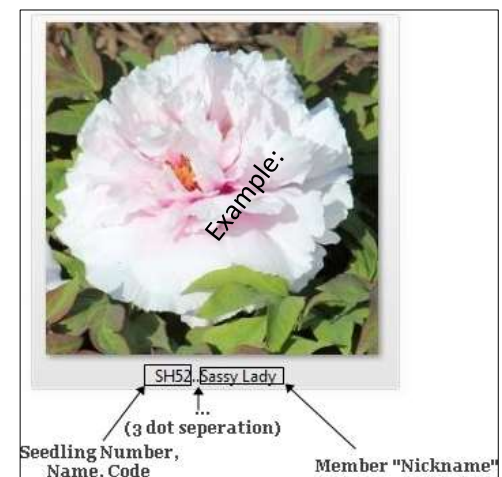 Example:
SH52...Sassy Lady
...
(3 dot seperation)
Seedling Number,
Name, Code
Member "Nickname"